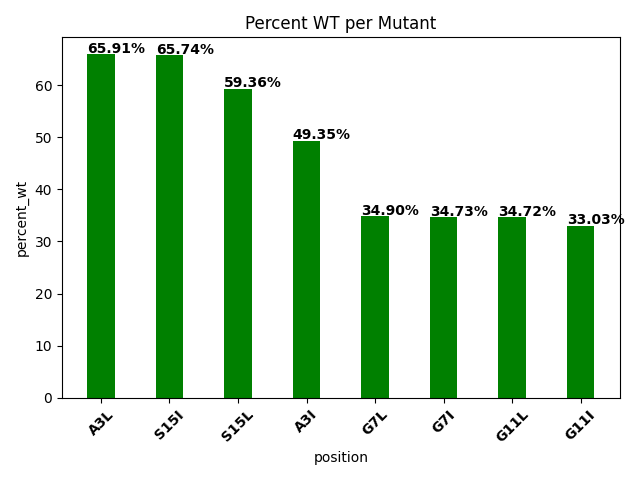 Percent WT per Mutant
65.91%
65.74%
59.36%
49.35%
34.90%
34.73%
34.72%
33.03%
percent_wt
60
50
40
30
20
10
0
A3L
S15I
S15L
A3I
G7L
G7I
G11L
G11I
position